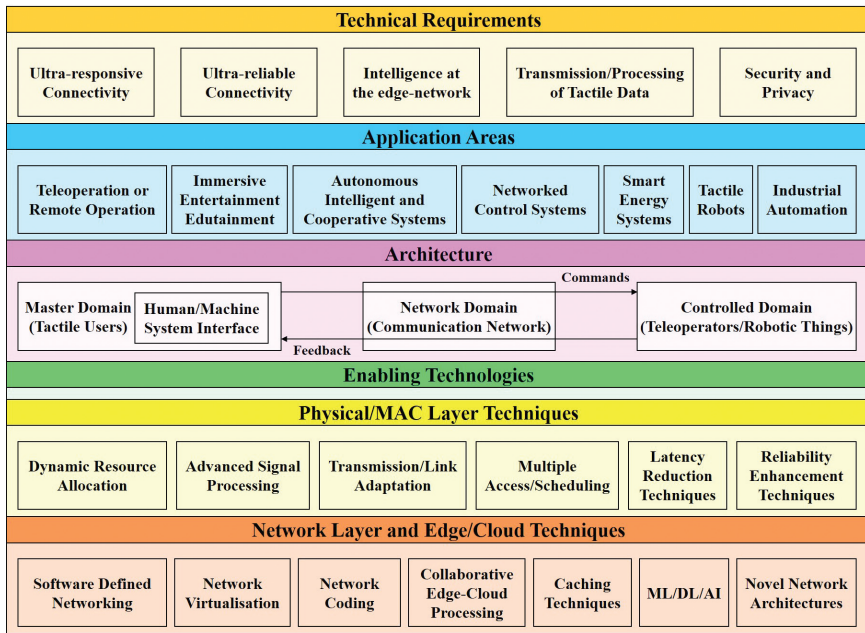 Technical Requirements
Ultra-responsive
Connectivity
Ultra-reliable
Connectivity
Intelligence at
the edge-network
Transmission/Processing
of Tactile Data
Security and
Privacy
Application Areas
Teleoperation or
Remote Operation
Immersive
Entertainment
Edutainment
Autonomous
Intelligent and
Cooperative Systems
Networked
Control Systems
Smart
Energy
Systems
Tactile
Robots
Industrial
Automation
Architecture
Commands
Master Domain
(Tactile Users)
Human/Machine
System Interface
Network Domain
(Communication Network)
Controlled Domain
(Teleoperators/Robotic Things)
Feedback
Enabling Technologies
Physical/MAC Layer Techniques
Dynamic Resource
Allocation
Advanced Signal
Processing
Transmission/Link
Adaptation
Multiple
Access/Scheduling
Latency
Reduction
Techniques
Reliability
Enhancement
Techniques
Network Layer and Edge/Cloud Techniques
Software Defined
Networking
Network
Virtualisation
Network
Coding
Collaborative
Edge-Cloud
Processing
Caching
Techniques
ML/DL/AI
Novel Network
Architectures